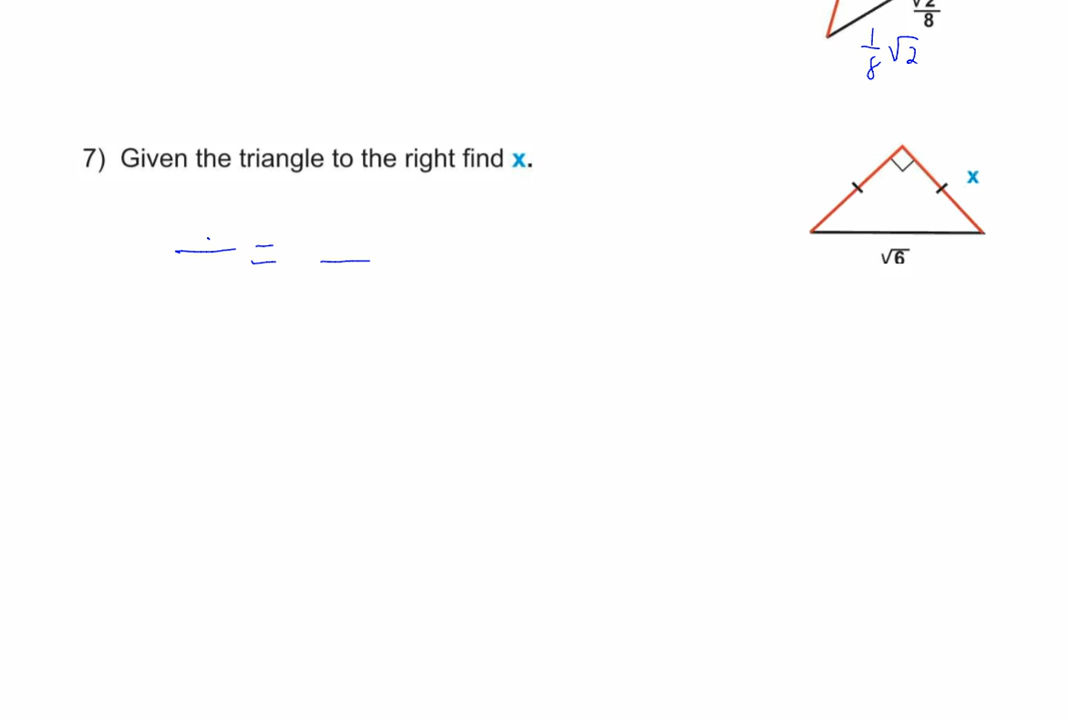 √2/8
1/8 √2
7) Given the triangle to the right find x.
x
=
√6